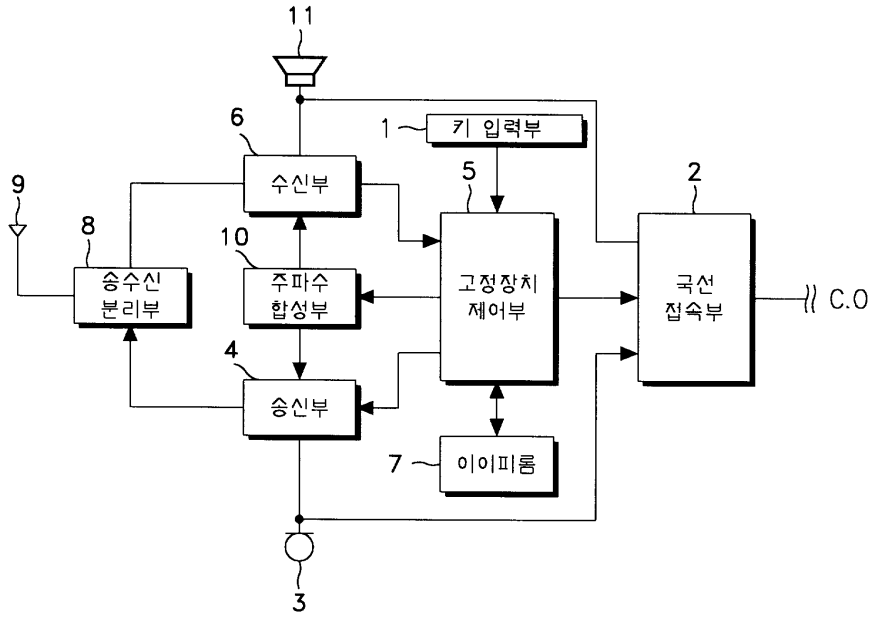 11
6
1
키 입력부
5
2
9
수신부
8
10
송수신
분리부
주파수
합성부
고정장치
제어부
국선
접속부
C.O
4
송신부
7
이이피롬
3